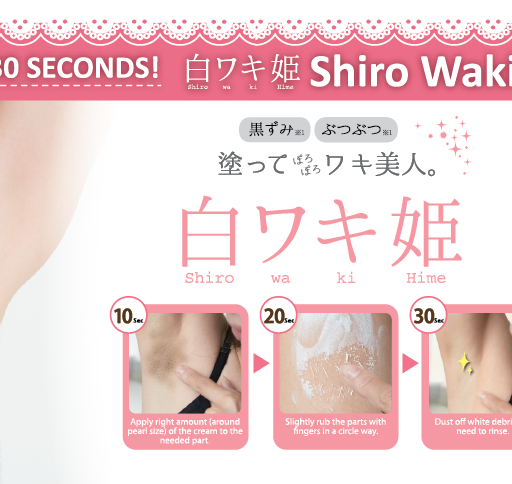 30 SECONDS! 白ワキ姫 Shiro Waki
Shiro wa ki Hime
黒ずみ※1 ぶつぶつ※1
塗ってぽろぽろワキ美人。
白ワキ姫
Shiro wa ki Hime
10Sec 20Sec 30Sec
Apply right amount (around
pearl size) of the cream to the
needed part.
Slightly rub the parts with
fingers in a circle way.
Dust off white debri
need to rinse.